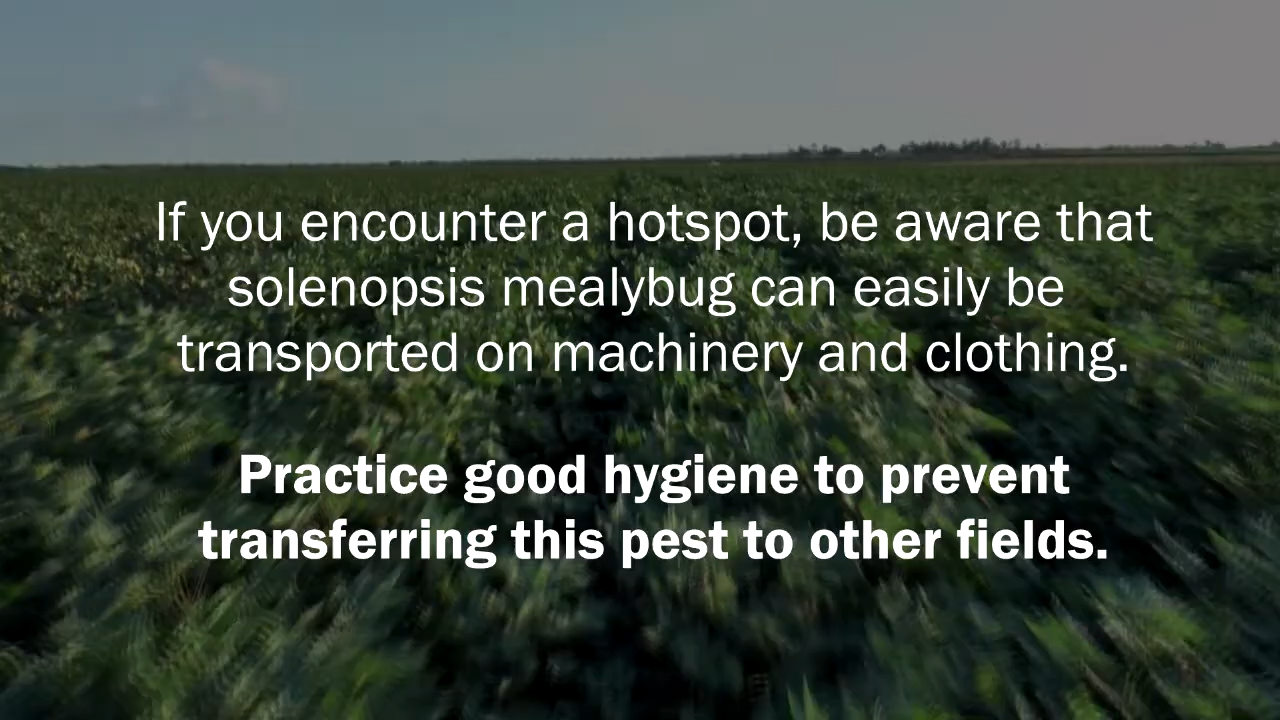 If you encounter a hotspot, be aware that
solenopsis mealybug can easily be
transported on machinery and clothing.
Practice good hygiene to prevent
transferring this pest to other fields.